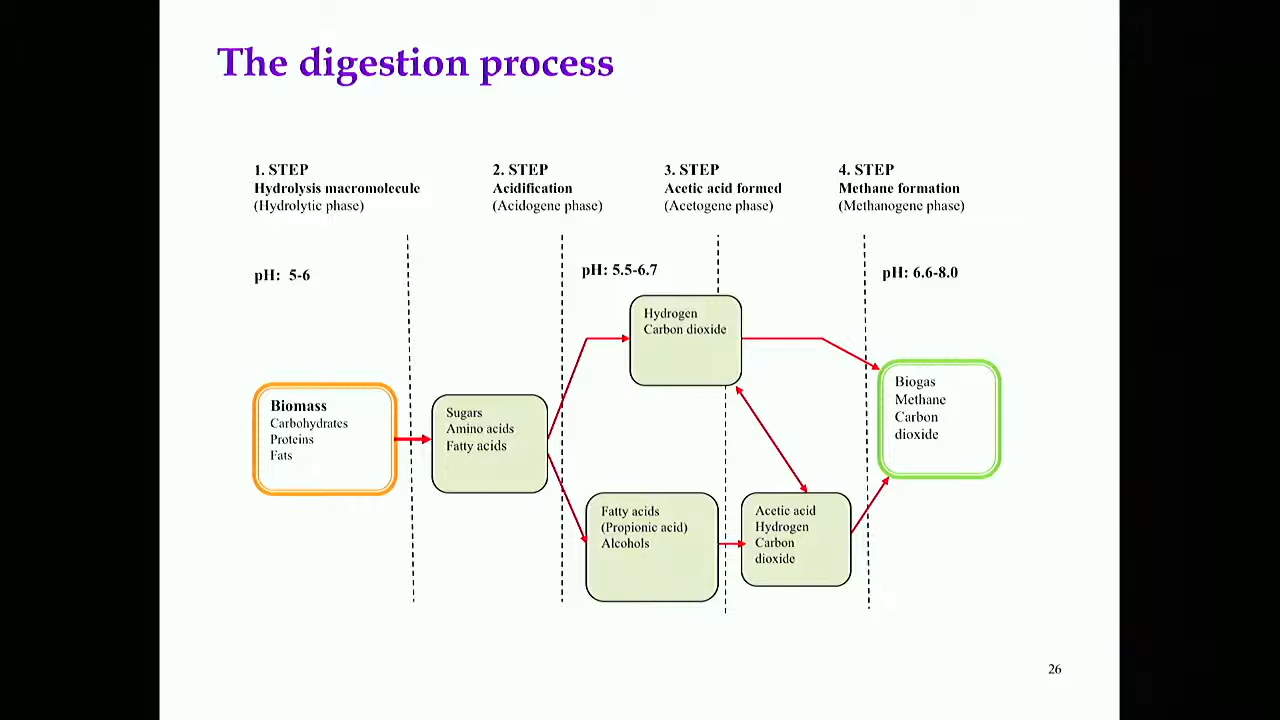 The digestion process
1. STEP
Hydrolysis macromolecule
(Hydrolytic phase)
2. STEP
Acidification
(Acidogene phase)
3. STEP
Acetic acid formed
(Acetogene phase)
4. STEP
Methane formation
(Methanogene phase)
pH: 5-6
pH: 5.5-6.7
pH: 6.6-8.0
Biomass
Carbohydrates
Proteins
Fats
Sugars
Amino acids
Fatty acids
Hydrogen
Carbon dioxide
Fatty acids
(Propionic acid)
Alcohols
Acetic acid
Hydrogen
Carbon
dioxide
Biogas
Methane
Carbon
dioxide
26